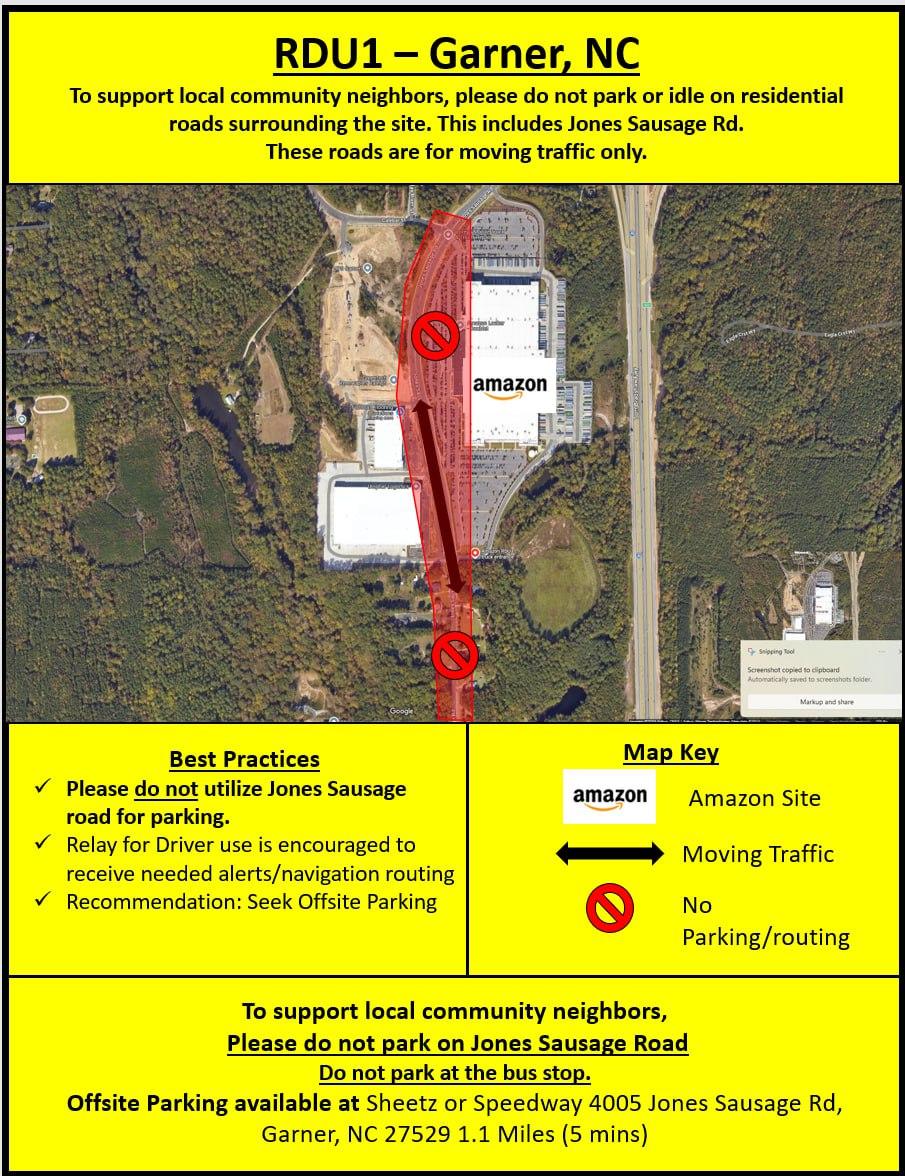 RDU1 – Garner, NC
To support local community neighbors, please do not park or idle on residential
roads surrounding the site. This includes Jones Sausage Rd.
These roads are for moving traffic only.
amazon
Google
Snipping Tool
Screenshot copied to clipboard
Automatically saved to screenshots folder.
Markup and share
Best Practices
✓ Please do not utilize Jones Sausage
road for parking.
✓ Relay for Driver use is encouraged to
receive needed alerts/navigation routing
✓ Recommendation: Seek Offsite Parking
Map Key
amazon Amazon Site
Moving Traffic
No
Parking/routing
To support local community neighbors,
Please do not park on Jones Sausage Road
Do not park at the bus stop.
Offsite Parking available at Sheetz or Speedway 4005 Jones Sausage Rd,
Garner, NC 27529 1.1 Miles (5 mins)